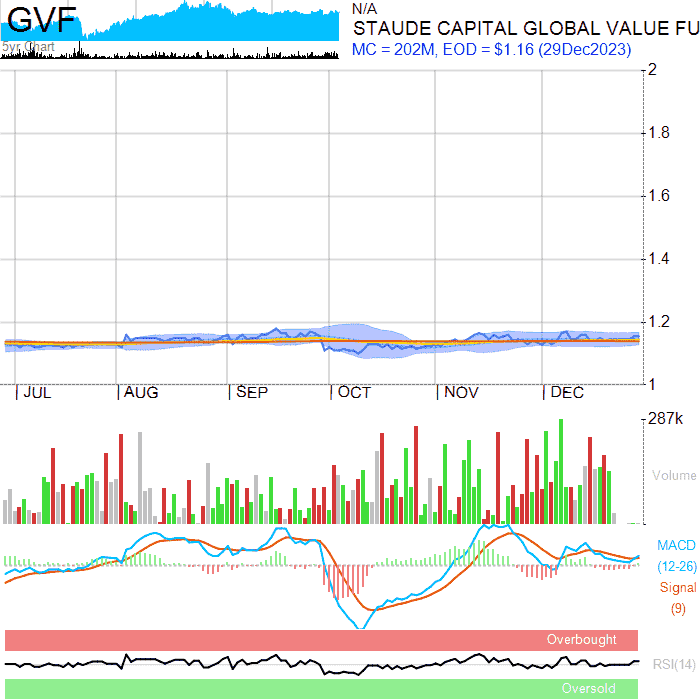 GVF
5yr Chart
N/A
STAUDE CAPITAL GLOBAL VALUE FU
MC = 202M, EOD = $1.16 (29Dec2023)
2
1.8
1.6
1.4
1.2
1
JUL AUG SEP OCT NOV DEC
287k
Volume
MACD
(12-26)
Signal
(9)
Overbought
RSI(14)
Oversold